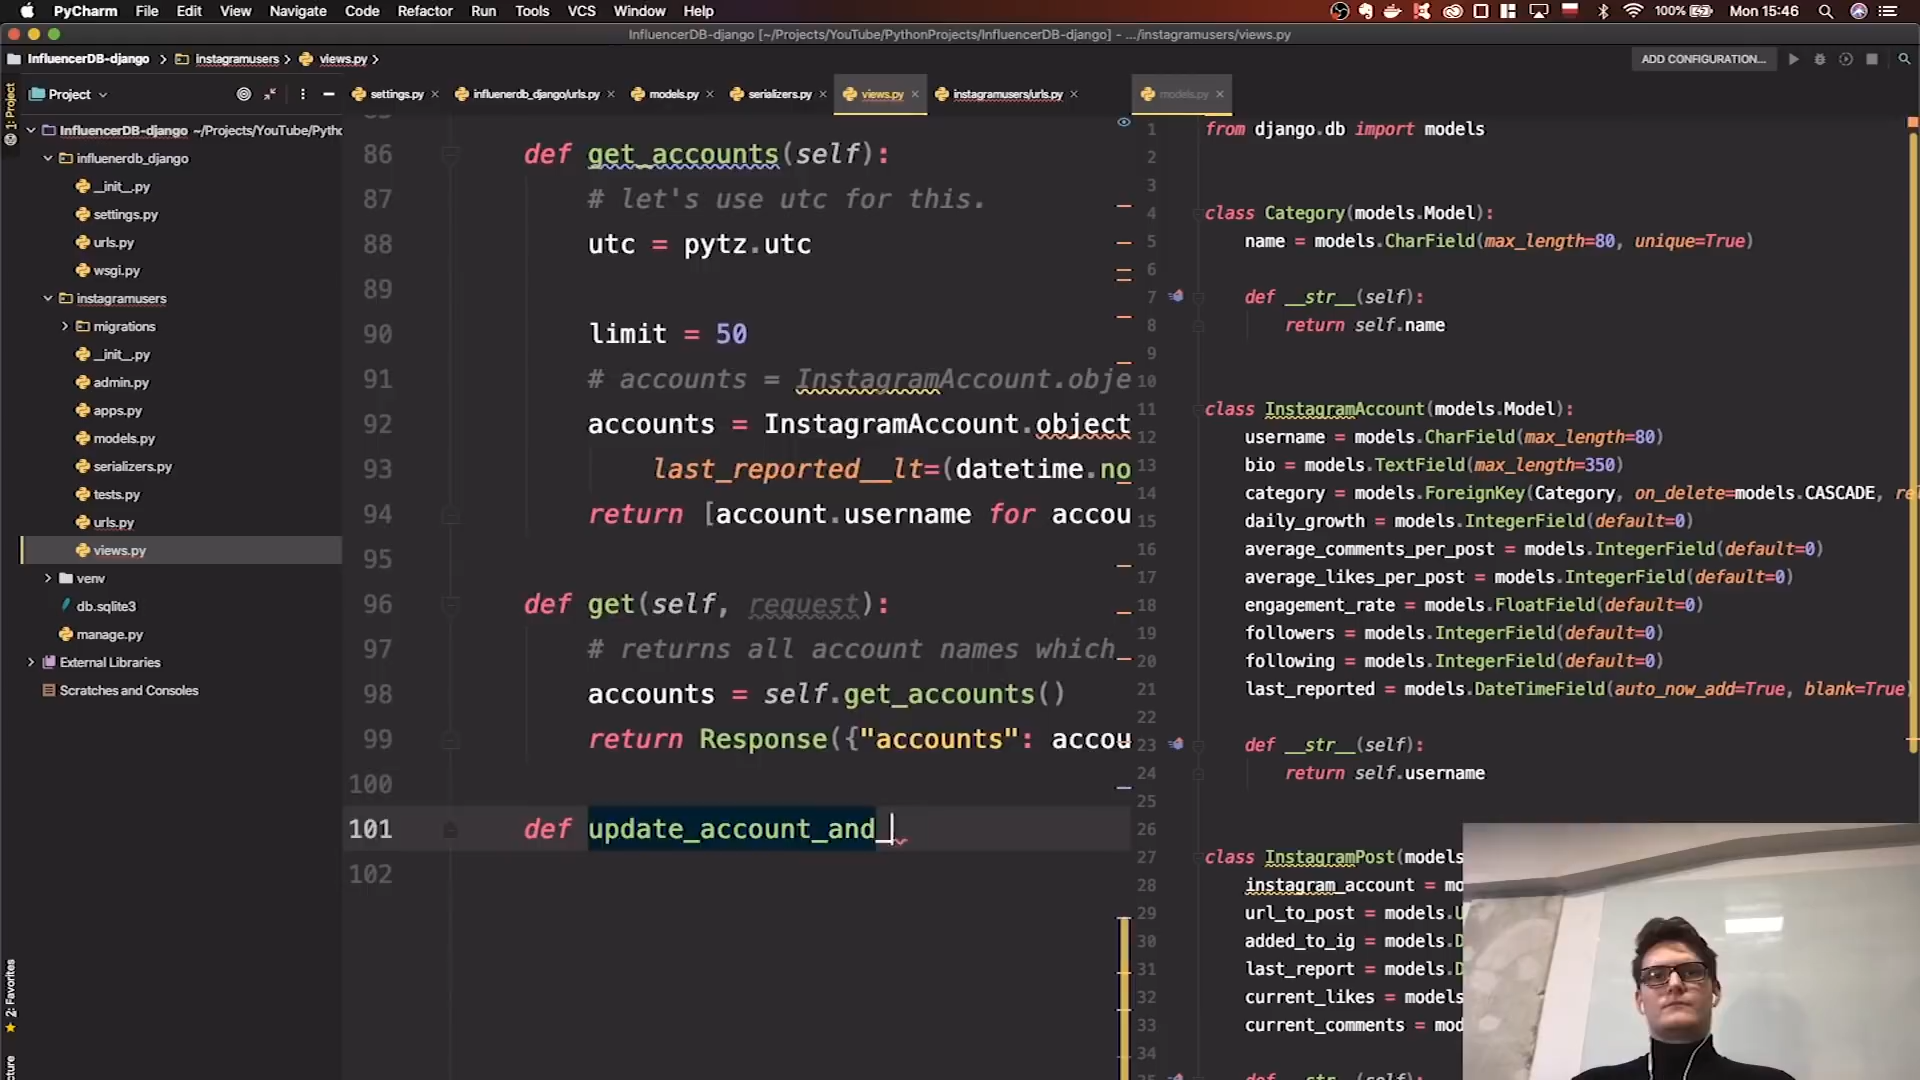 PyCharm File Edit View Navigate Code Refactor Run Tools VCS Window Help
100% Mon 15:46
InfluencerDB-django [~/Projects/YouTube/PythonProjects/InfluencerDB-django] - .../instagramusers/views.py
InfluencerDB-django instagramusers views.py
ADD CONFIGURATION...
1: Project
Project
settings.py influenerdb_django/urls.py models.py serializers.py views.py instagramusers/urls.py models.py
InfluencerDB-django ~/Projects/YouTube/Pytho
influenerdb_django
__init__.py
settings.py
urls.py
wsgi.py
instagramusers
migrations
__init__.py
admin.py
apps.py
models.py
serializers.py
tests.py
urls.py
views.py
venv
db.sqlite3
manage.py
External Libraries
Scratches and Consoles
2: Favorites
86 def get_accounts(self):
87 # let's use utc for this.
88 utc = pytz.utc
89
90 limit = 50
91 # accounts = InstagramAccount.obje
92 accounts = InstagramAccount.object
last_reported__lt=(datetime.no
93
94 return [account.username for accou
95
96 def get(self, request):
97 # returns all account names which
98 accounts = self.get_accounts()
99 return Response({"accounts": accou
100
101 def update_account_and_
102
1 from django.db import models
2
3
4 class Category(models.Model):
5 name = models.CharField(max_length=80, unique=True)
6
7 def __str__(self):
8 return self.name
9
10
11 class InstagramAccount(models.Model):
12 username = models.CharField(max_length=80)
13 bio = models.TextField(max_length=350)
14 category = models.ForeignKey(Category, on_delete=models.CASCADE, rel
15 daily_growth = models.IntegerField(default=0)
16 average_comments_per_post = models.IntegerField(default=0)
17 average_likes_per_post = models.IntegerField(default=0)
18 engagement_rate = models.FloatField(default=0)
19 followers = models.IntegerField(default=0)
20 following = models.IntegerField(default=0)
21 last_reported = models.DateTimeField(auto_now_add=True, blank=True)
22
23 def __str__(self):
24 return self.username
25
26
27 class InstagramPost(models
28 instagram_account = mo
29 url_to_post = models.U
30 added_to_ig = models.D
31 last_report = models.D
32 current_likes = models
33 current_comments = mod
34
def __str__(self):